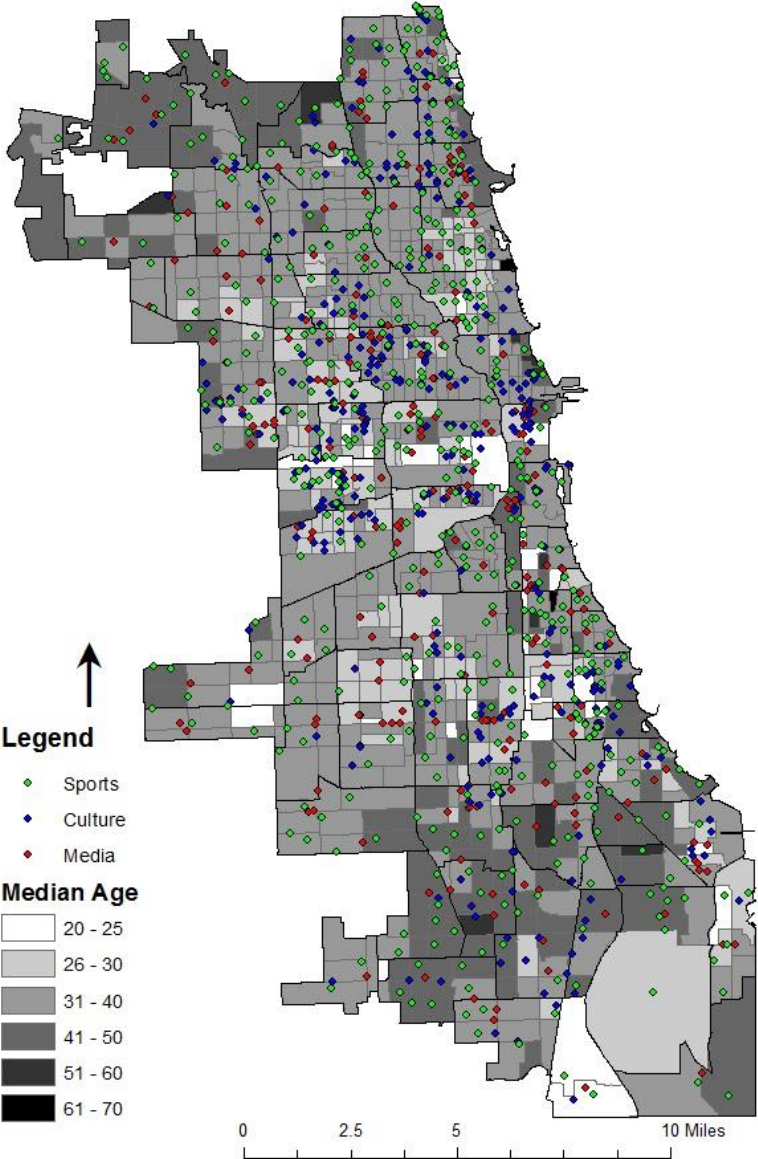 Legend
Sports
Culture
Media
Median Age
20 - 25
26 - 30
31 - 40
41 - 50
51 - 60
61 - 70
0 2.5 5 10 Miles